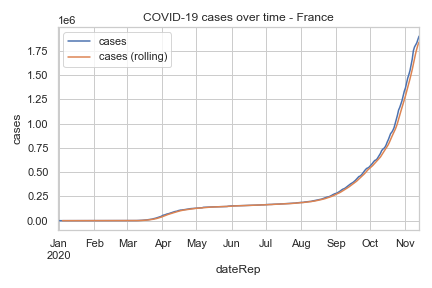 COVID-19 cases over time - France
1e6
cases
cases (rolling)
1.75
1.50
1.25
1.00
0.75
0.50
0.25
0.00
cases
Jan Feb Mar Apr May Jun Jul Aug Sep Oct Nov
2020
dateRep